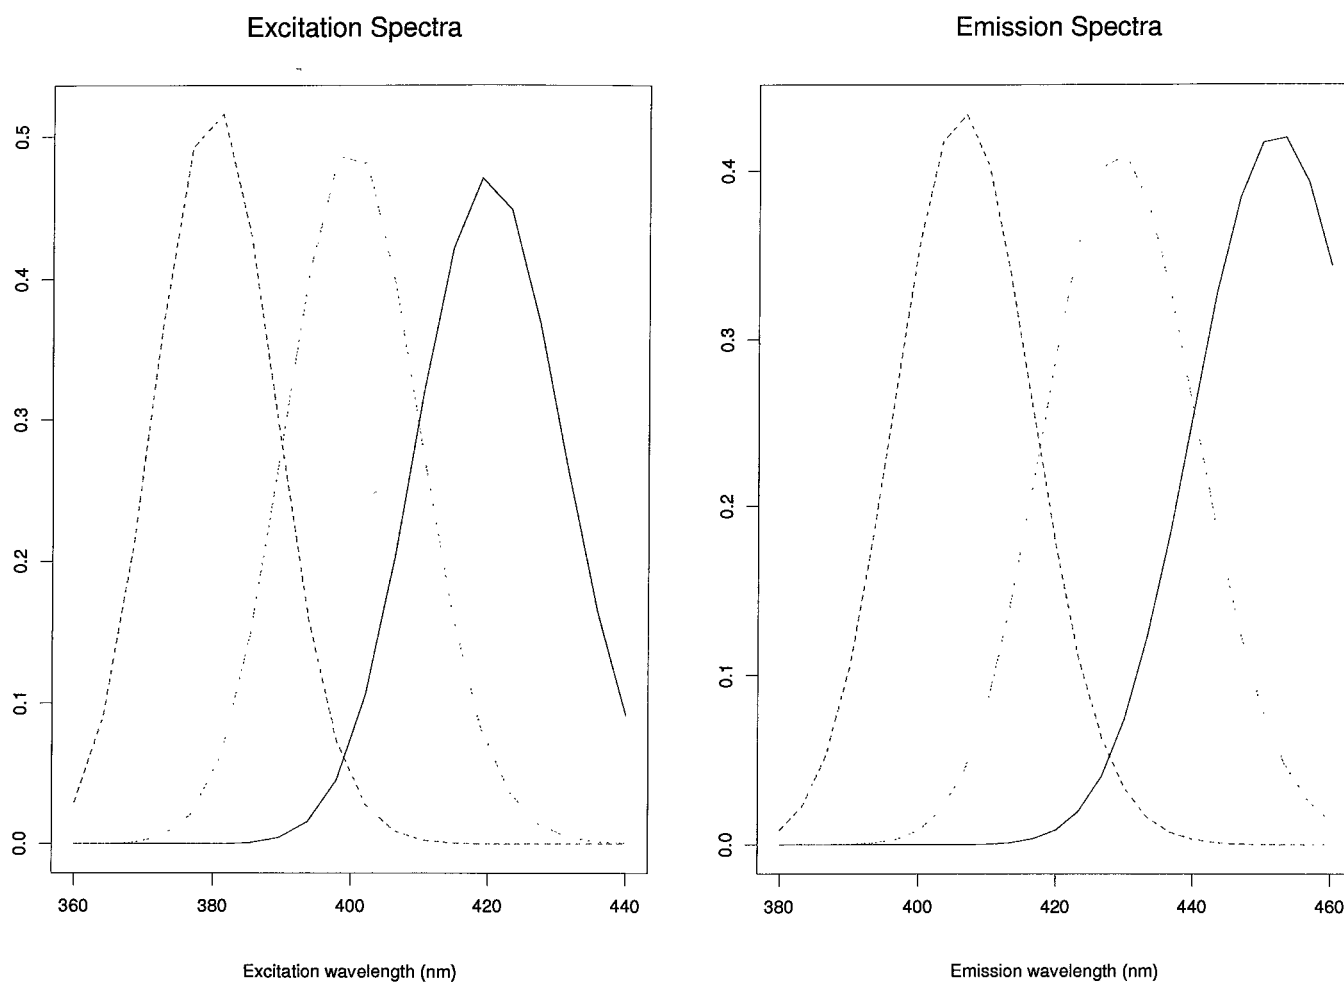 Excitation Spectra
0.5
0.4
0.3
0.2
0.1
0.0
360 380 400 420 440
Excitation wavelength (nm)
Emission Spectra
0.4
0.3
0.2
0.1
0.0
380 400 420 440 460
Emission wavelength (nm)